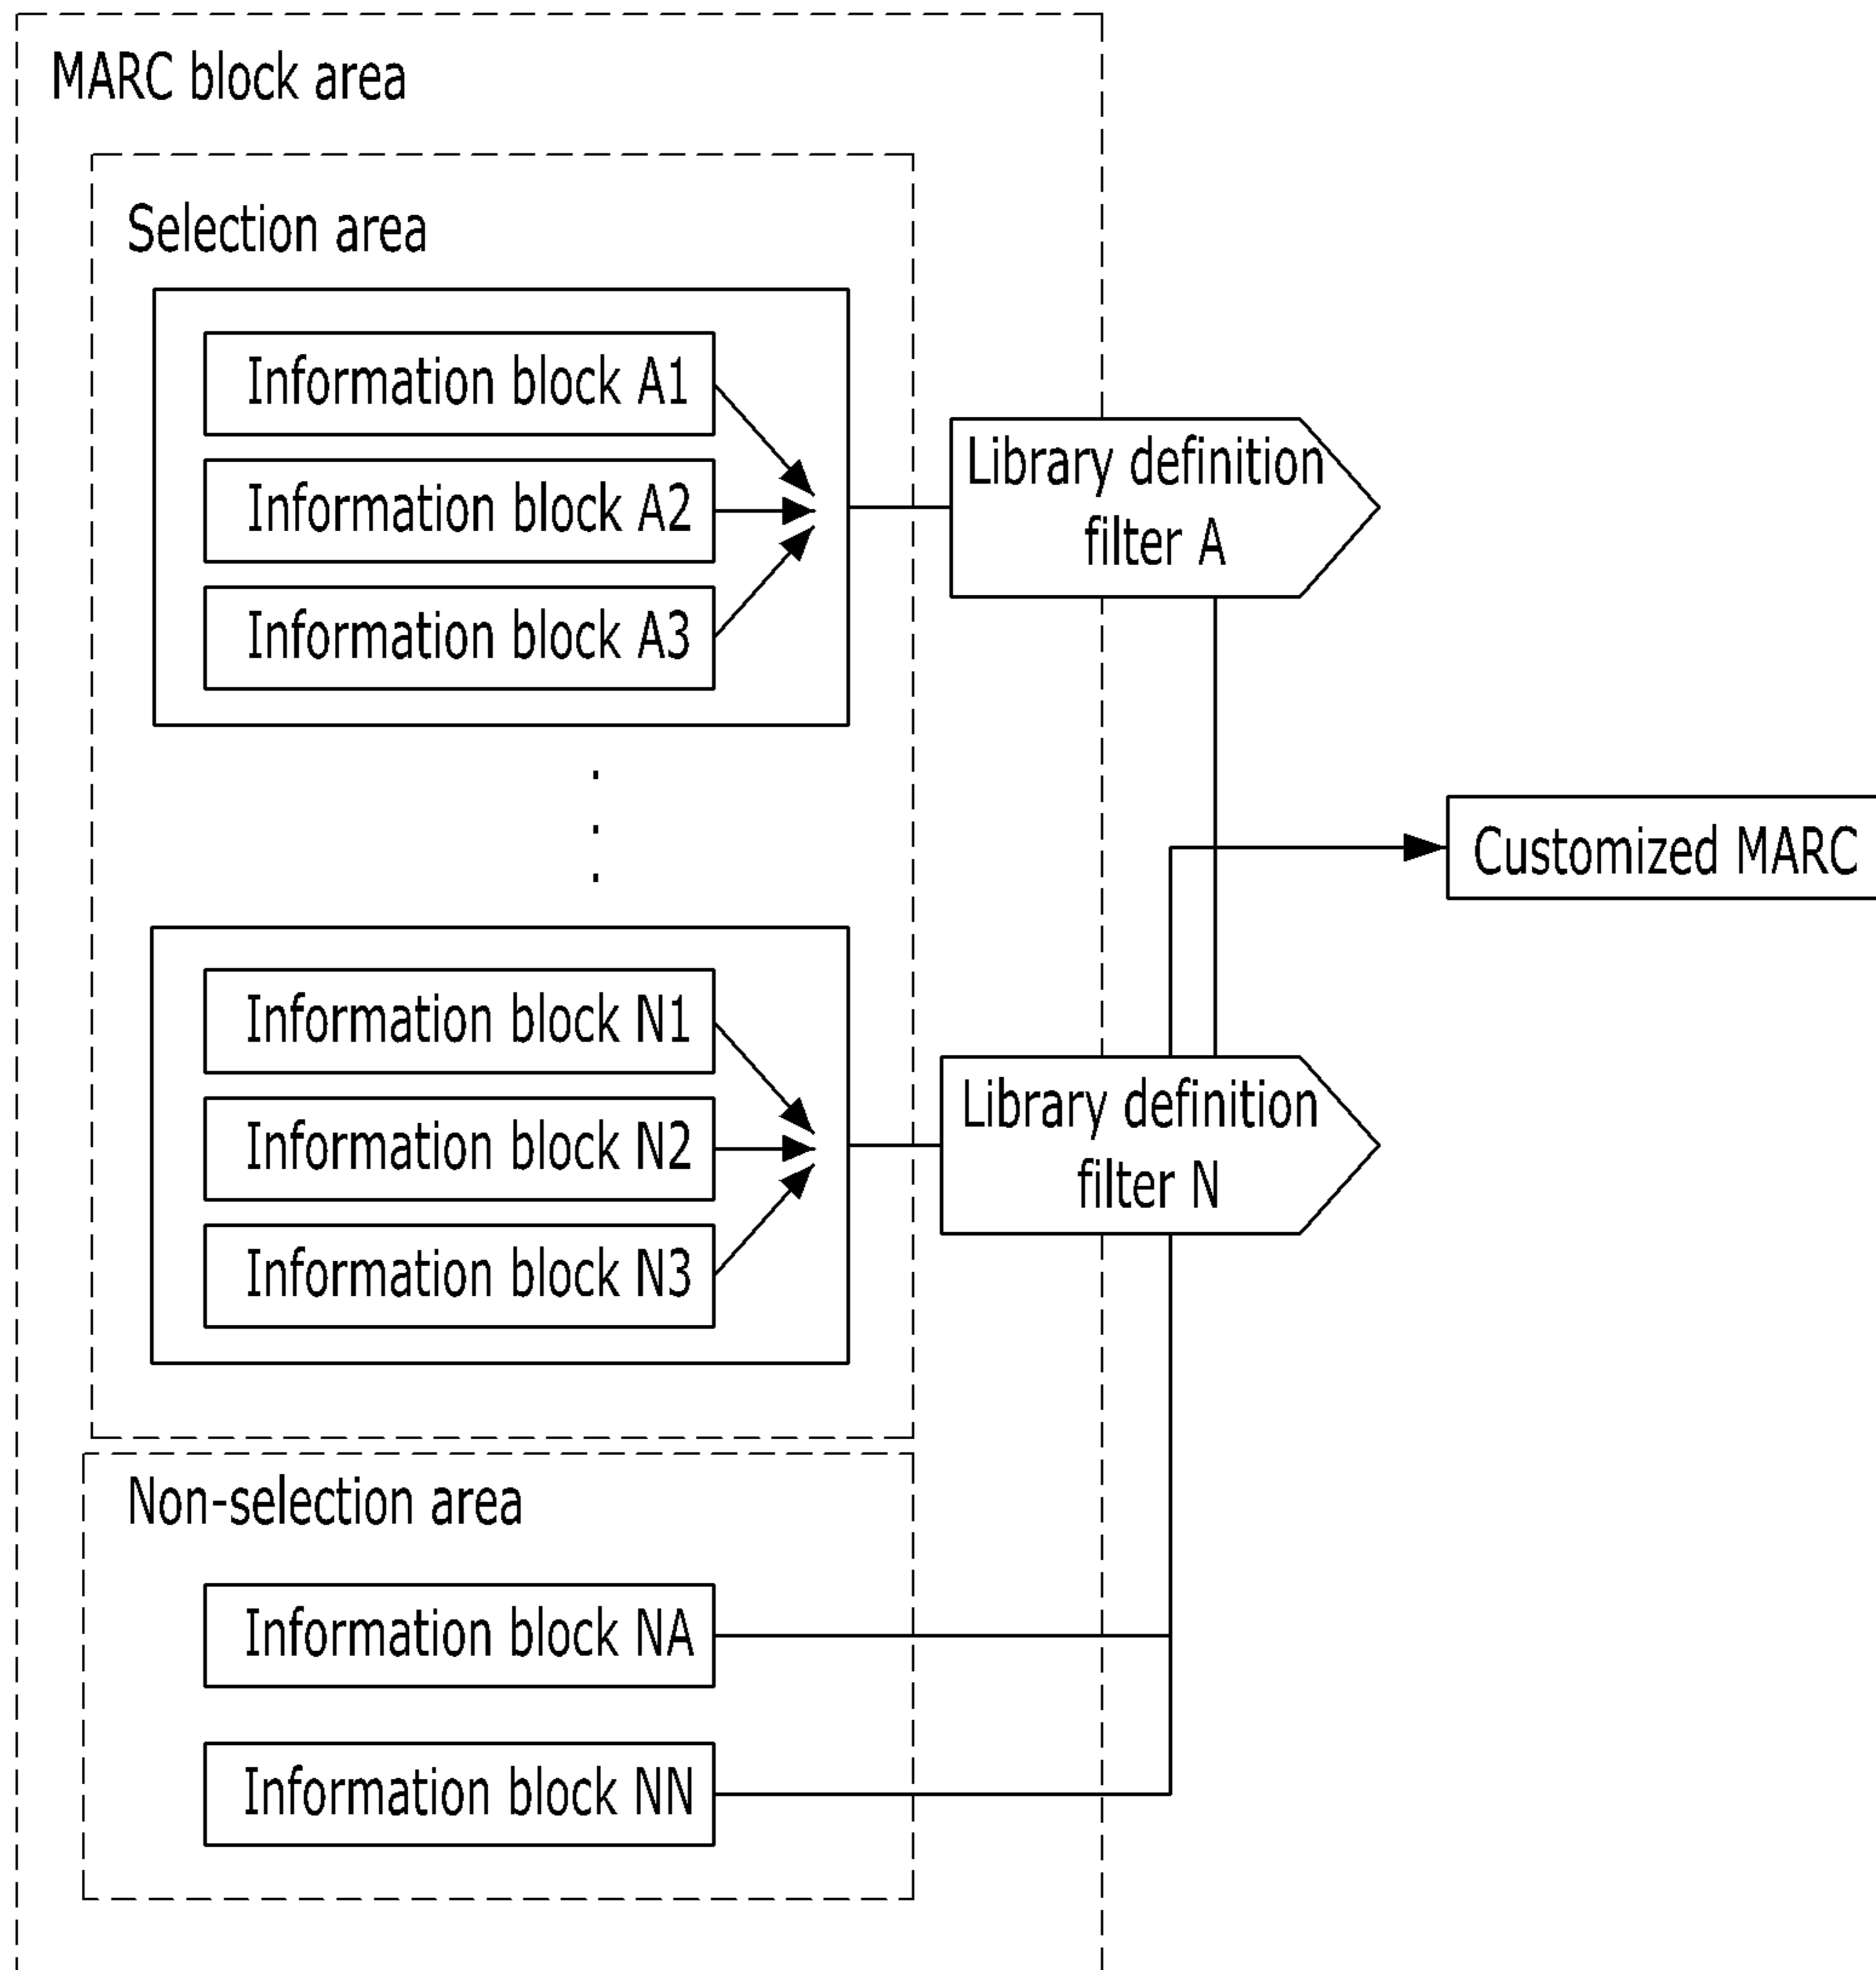 MARC block area
Selection area
Information block A1
Information block A2
Information block A3
Library definition
filter A
.
.
.
Customized MARC
Information block N1
Information block N2
Information block N3
Library definition
filter N
Non-selection area
Information block NA
Information block NN